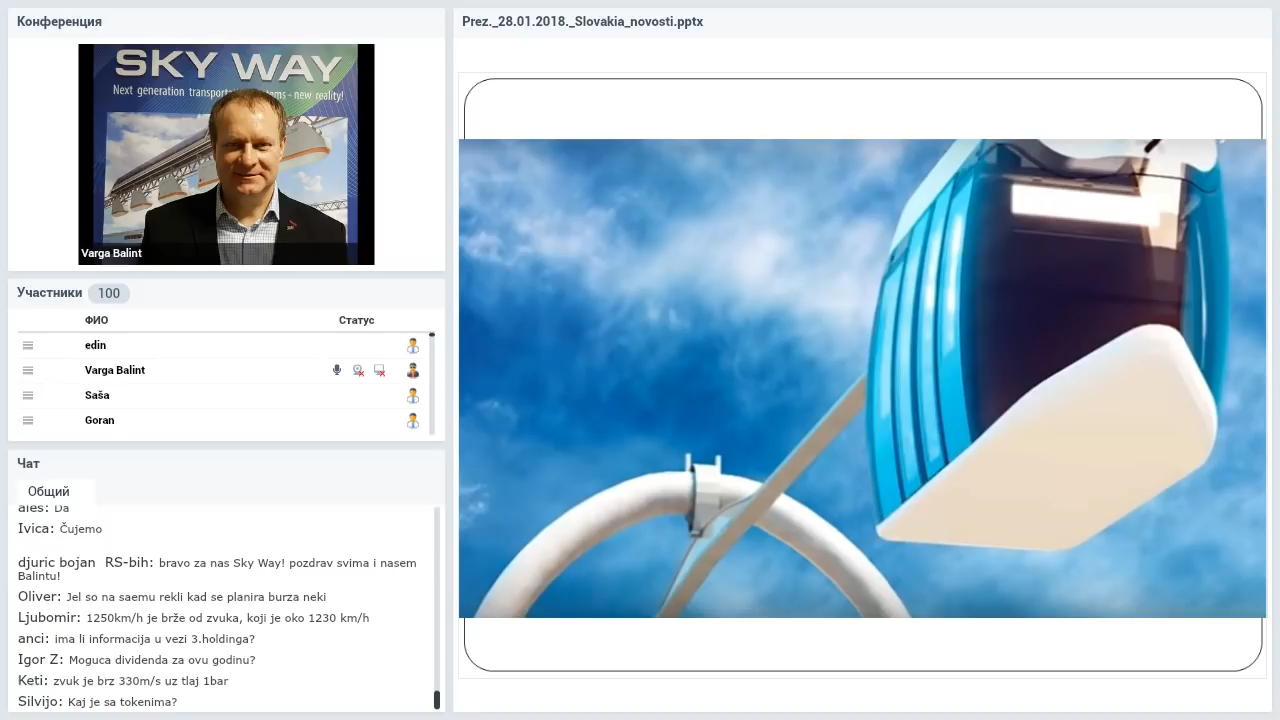 Конференция
SKY WAY
Next generation transportation systems - new reality!
Varga Balint
Участники 100
ФИО Статус
edin
Varga Balint
Saša
Goran
Чат
Общий
ales: Da
Ivica: Čujemo
djuric bojan RS-bih: bravo za nas Sky Way! pozdrav svima i nasem
Balintu!
Oliver: Jel so na saemu rekli kad se planira burza neki
Ljubomir: 1250km/h je brže od zvuka, koji je oko 1230 km/h
anci: ima li informacija u vezi 3.holdinga?
Igor Z: Moguca dividenda za ovu godinu?
Keti: zvuk je brz 330m/s uz tlaj 1bar
Silvijo: Kaj je sa tokenima?
Prez._28.01.2018._Slovakia_novosti.pptx